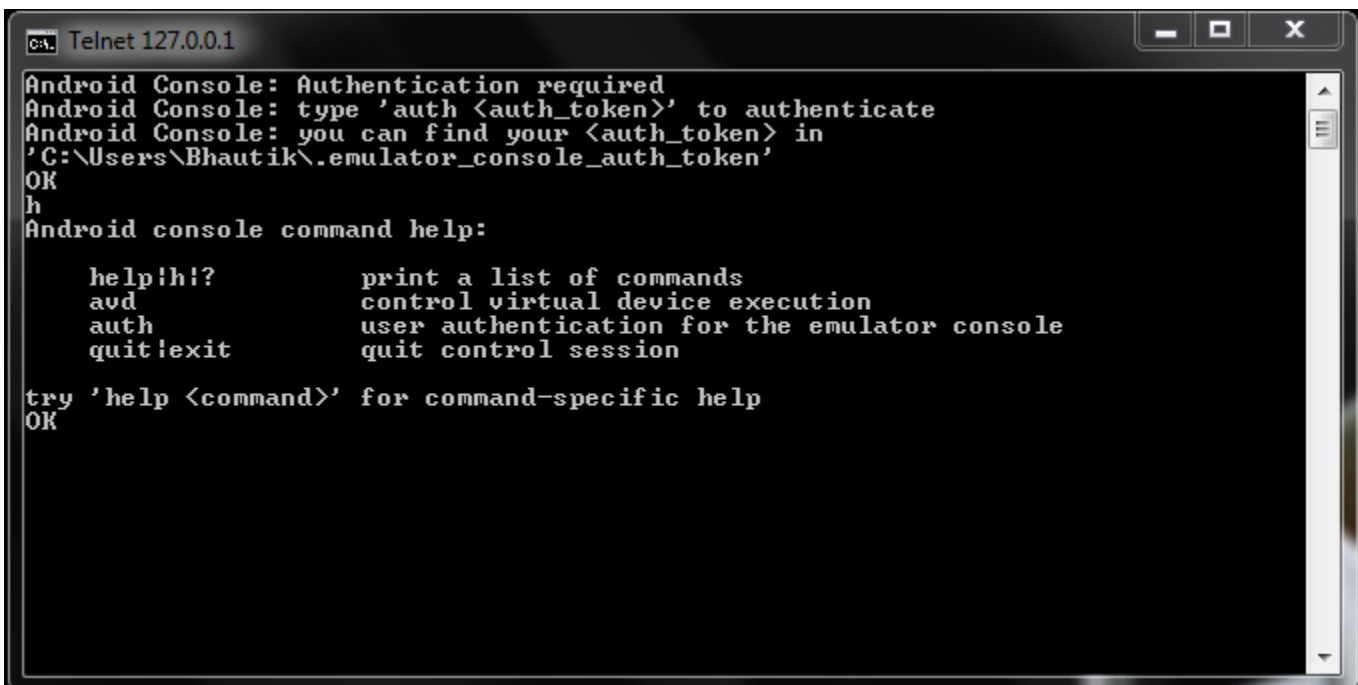 Telnet 127.0.0.1
Android Console: Authentication required
Android Console: type 'auth <auth_token>' to authenticate
Android Console: you can find your <auth_token> in
'C:\Users\Bhautik\.emulator_console_auth_token'
OK
h
Android console command help:
help|h|? print a list of commands
avd control virtual device execution
auth user authentication for the emulator console
quit|exit quit control session
try 'help <command>' for command-specific help
OK